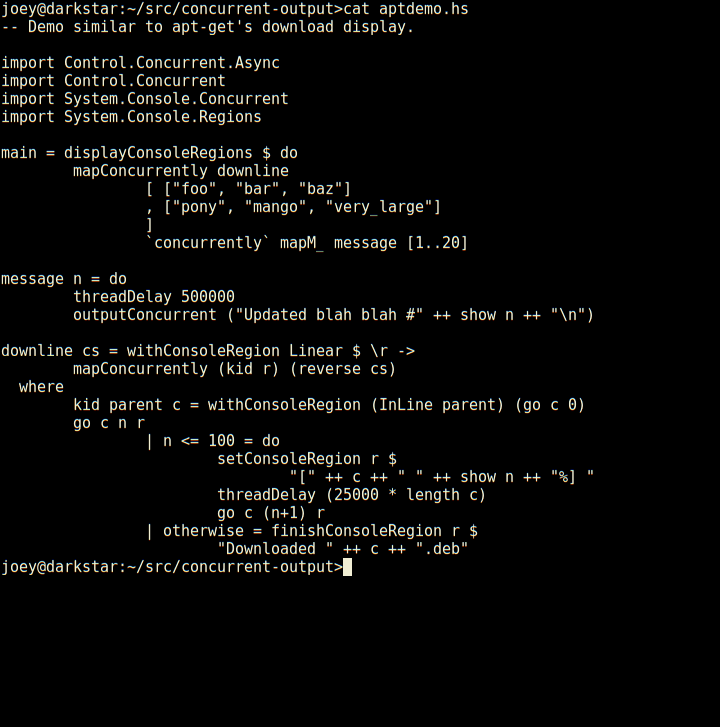 joey@darkstar:~/src/concurrent-output>cat aptdemo.hs
-- Demo similar to apt-get's download display.

import Control.Concurrent.Async
import Control.Concurrent
import System.Console.Concurrent
import System.Console.Regions

main = displayConsoleRegions $ do
        mapConcurrently downline
                [ ["foo", "bar", "baz"]
                , ["pony", "mango", "very_large"]
                ]
                `concurrently` mapM_ message [1..20]

message n = do
        threadDelay 500000
        outputConcurrent ("Updated blah blah #" ++ show n ++ "\n")

downline cs = withConsoleRegion Linear $ \r ->
        mapConcurrently (kid r) (reverse cs)
  where
        kid parent c = withConsoleRegion (InLine parent) (go c 0)
        go c n r
                | n <= 100 = do
                        setConsoleRegion r $
                                "[" ++ c ++ " " ++ show n ++ "%] "
                        threadDelay (25000 * length c)
                        go c (n+1) r
                | otherwise = finishConsoleRegion r $
                        "Downloaded " ++ c ++ ".deb"
joey@darkstar:~/src/concurrent-output>